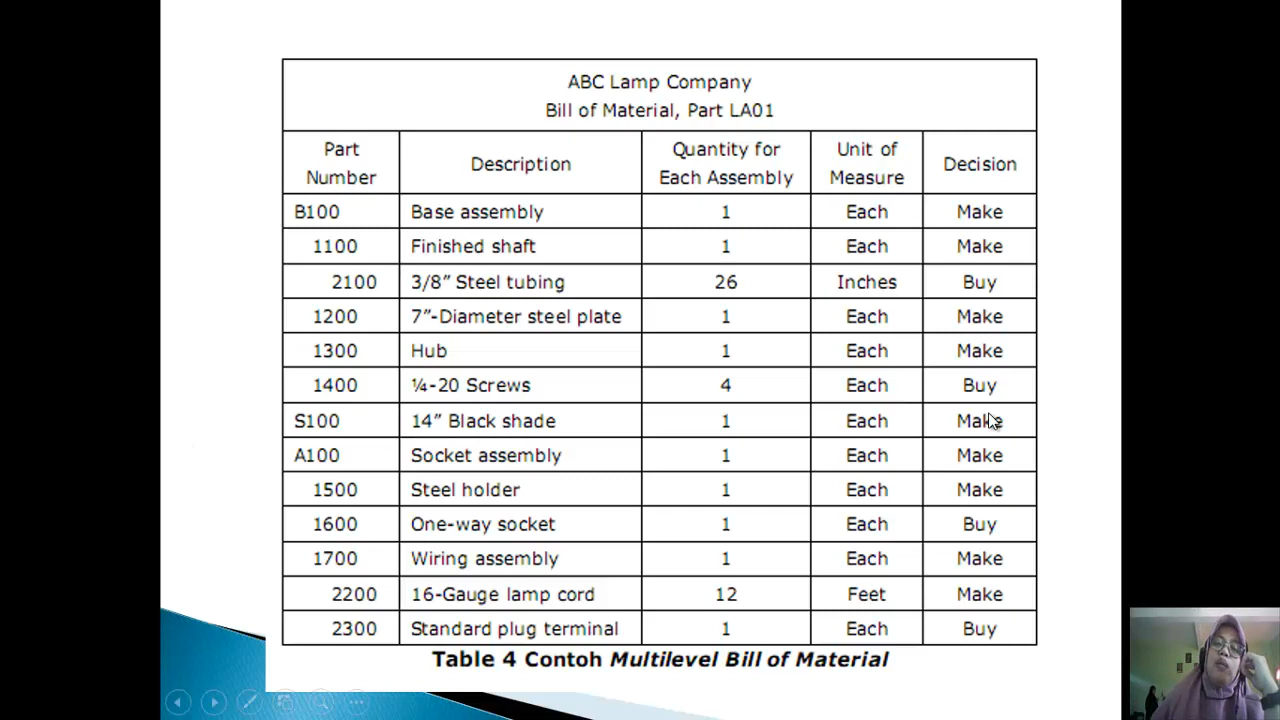 ABC Lamp Company
Bill of Material, Part LA01
Part Number Description Quantity for Each Assembly Unit of Measure Decision
B100 Base assembly 1 Each Make
1100 Finished shaft 1 Each Make
2100 3/8” Steel tubing 26 Inches Buy
1200 7”-Diameter steel plate 1 Each Make
1300 Hub 1 Each Make
1400 ¼-20 Screws 4 Each Buy
S100 14” Black shade 1 Each Make
A100 Socket assembly 1 Each Make
1500 Steel holder 1 Each Make
1600 One-way socket 1 Each Buy
1700 Wiring assembly 1 Each Make
2200 16-Gauge lamp cord 12 Feet Make
2300 Standard plug terminal 1 Each Buy
Table 4 Contoh Multilevel Bill of Material